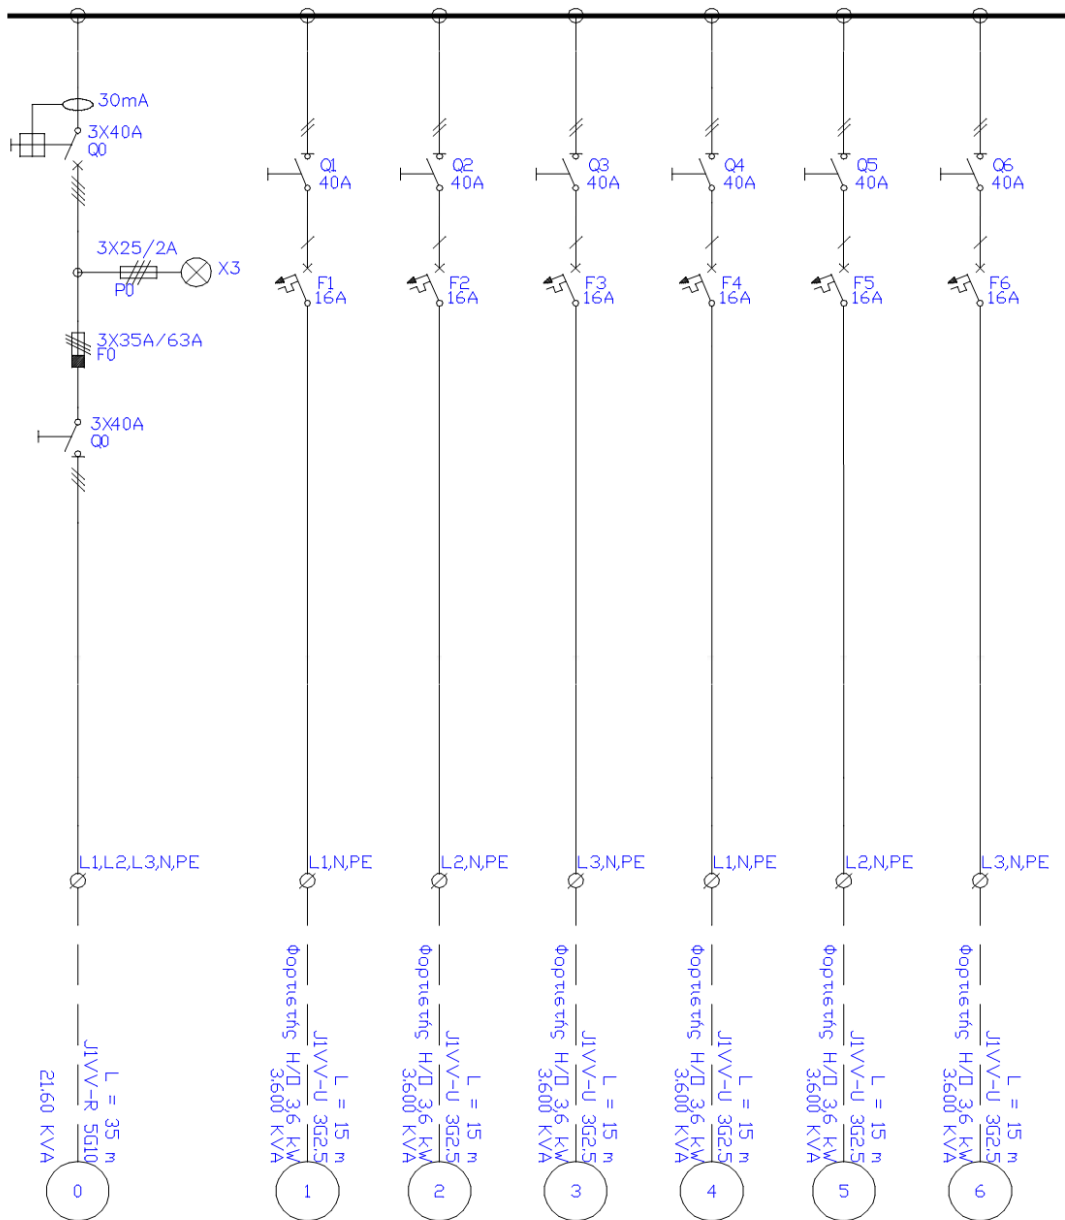 30mA
3X40A
Q0
3X25/2A
X3
P0
3X35A/63A
F0
3X40A
Q0
L1,L2,L3,N,PE
L = 35 m
J1VV-R 5G10
21.60 KVA
0
Q1
40A
F1
16A
L1,N,PE
L = 15 m
J1VV-U 3G2.5
Φορτιστής Η/Ο 3,6 kW
3.600 KVA
1
Q2
40A
F2
16A
L2,N,PE
L = 15 m
J1VV-U 3G2.5
Φορτιστής Η/Ο 3,6 kW
3.600 KVA
2
Q3
40A
F3
16A
L3,N,PE
L = 15 m
J1VV-U 3G2.5
Φορτιστής Η/Ο 3,6 kW
3.600 KVA
3
Q4
40A
F4
16A
L1,N,PE
L = 15 m
J1VV-U 3G2.5
Φορτιστής Η/Ο 3,6 kW
3.600 KVA
4
Q5
40A
F5
16A
L2,N,PE
L = 15 m
J1VV-U 3G2.5
Φορτιστής Η/Ο 3,6 kW
3.600 KVA
5
Q6
40A
F6
16A
L3,N,PE
L = 15 m
J1VV-U 3G2.5
Φορτιστής Η/Ο 3,6 kW
3.600 KVA
6